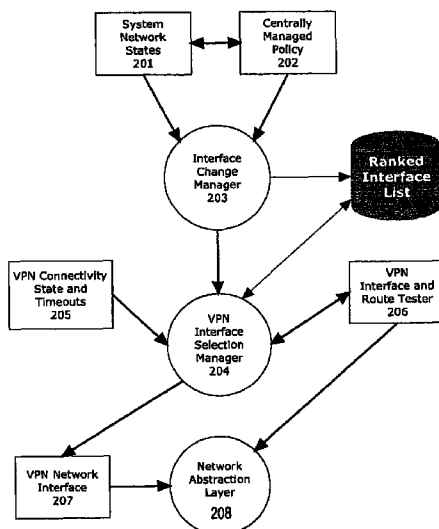 System
Network
States
201
Centrally
Managed
Policy
202
Interface
Change
Manager
203
Ranked
Interface
List
VPN Connectivity
State and
Timeouts
205
VPN
Interface
Selection
Manager
204
VPN
Interface and
Route Tester
206
VPN Network
Interface
207
Network
Abstraction
Layer
208